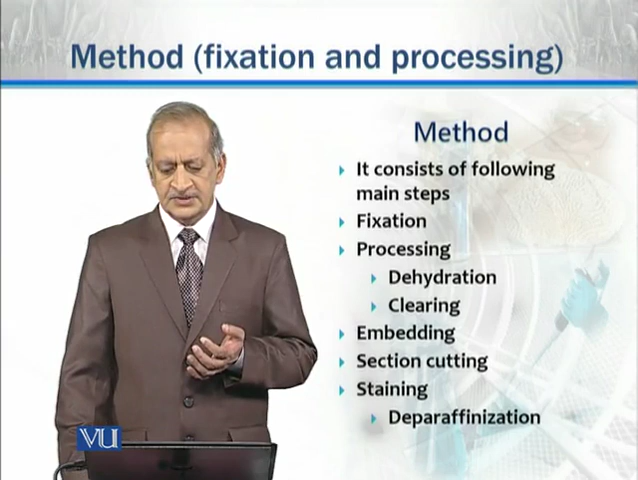 Method (fixation and processing)
Method
It consists of following
main steps
Fixation
Processing
Dehydration
Clearing
Embedding
Section cutting
Staining
Deparaffinization
VU